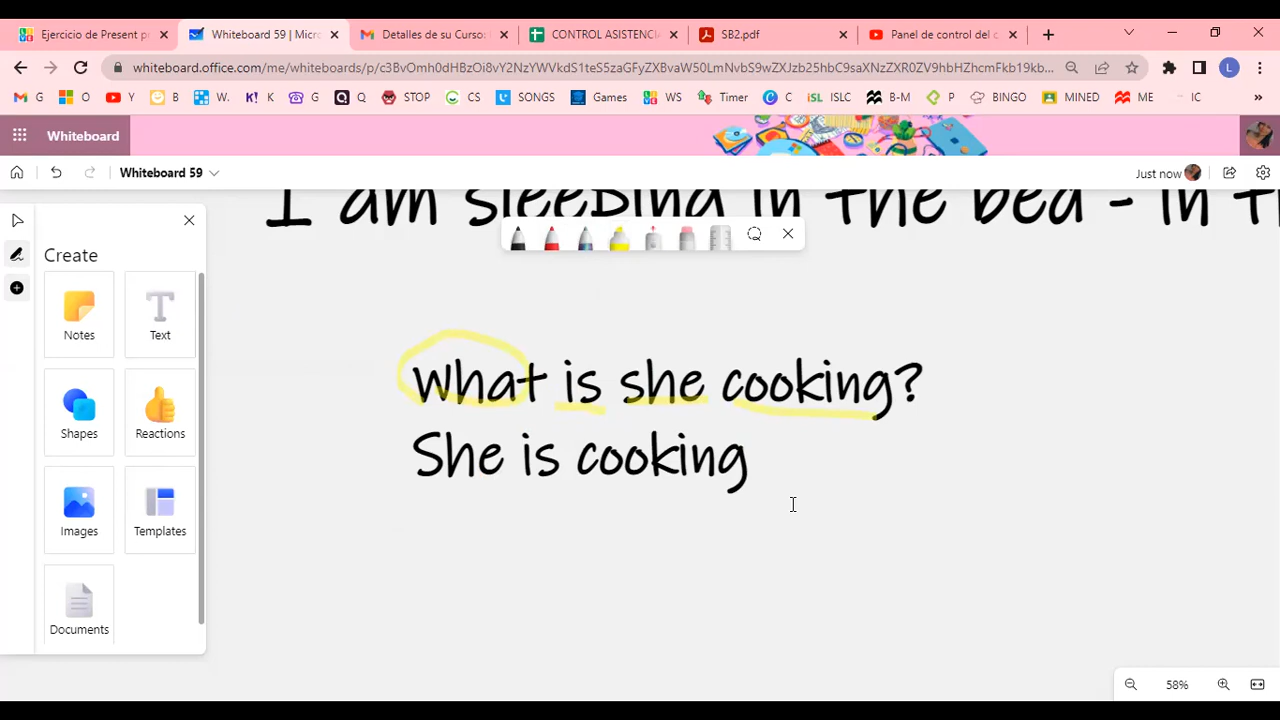 Ejercicio de Present pr
Whiteboard 59 | Micro
Detalles de su Curso:
CONTROL ASISTENCI
SB2.pdf
Panel de control del c
whiteboard.office.com/me/whiteboards/p/
G
O
Y
B
W.
K!
G
Q
STOP
CS
SONGS
Games
WS
Timer
C
ISLC
B-M
P
BINGO
MINED
ME
IC
»
Whiteboard
Whiteboard 59
Just now
I am sleeping in the bed - in t
Create
Notes
Text
Shapes
Reactions
Images
Templates
Documents
What is she cooking?
She is cooking
58%